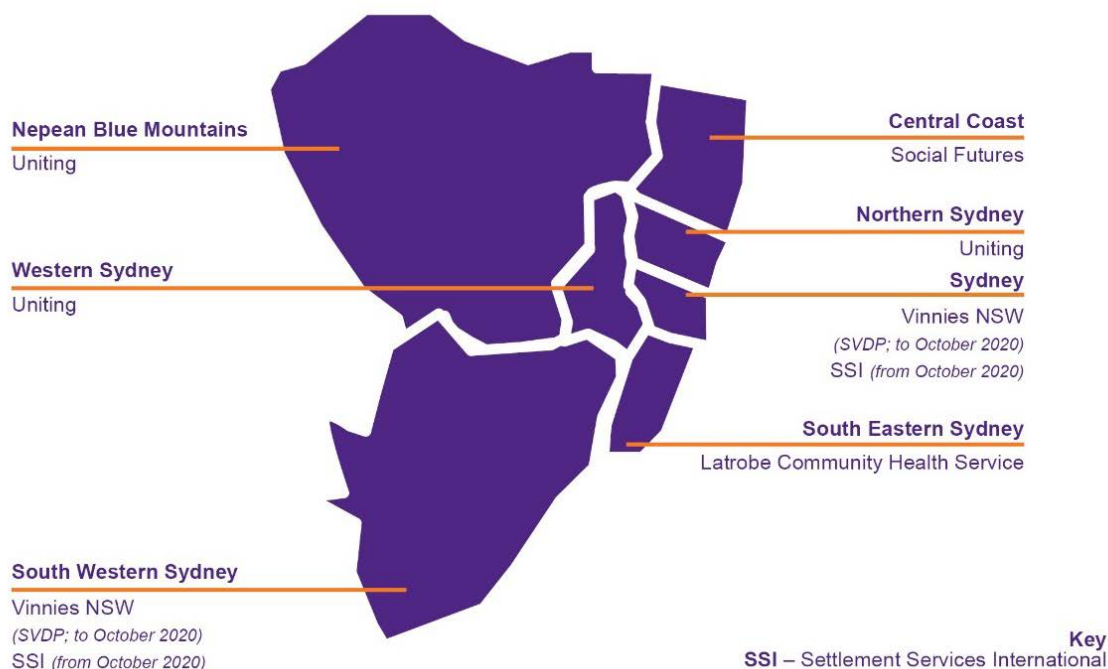 Nepean Blue Mountains
Uniting
Western Sydney
Uniting
South Western Sydney
Vinnies NSW
(SVDP; to October 2020)
SSI (from October 2020)
Central Coast
Social Futures
Northern Sydney
Uniting
Sydney
Vinnies NSW
(SVDP; to October 2020)
SSI (from October 2020)
South Eastern Sydney
Latrobe Community Health Service
Key
SSI – Settlement Services International